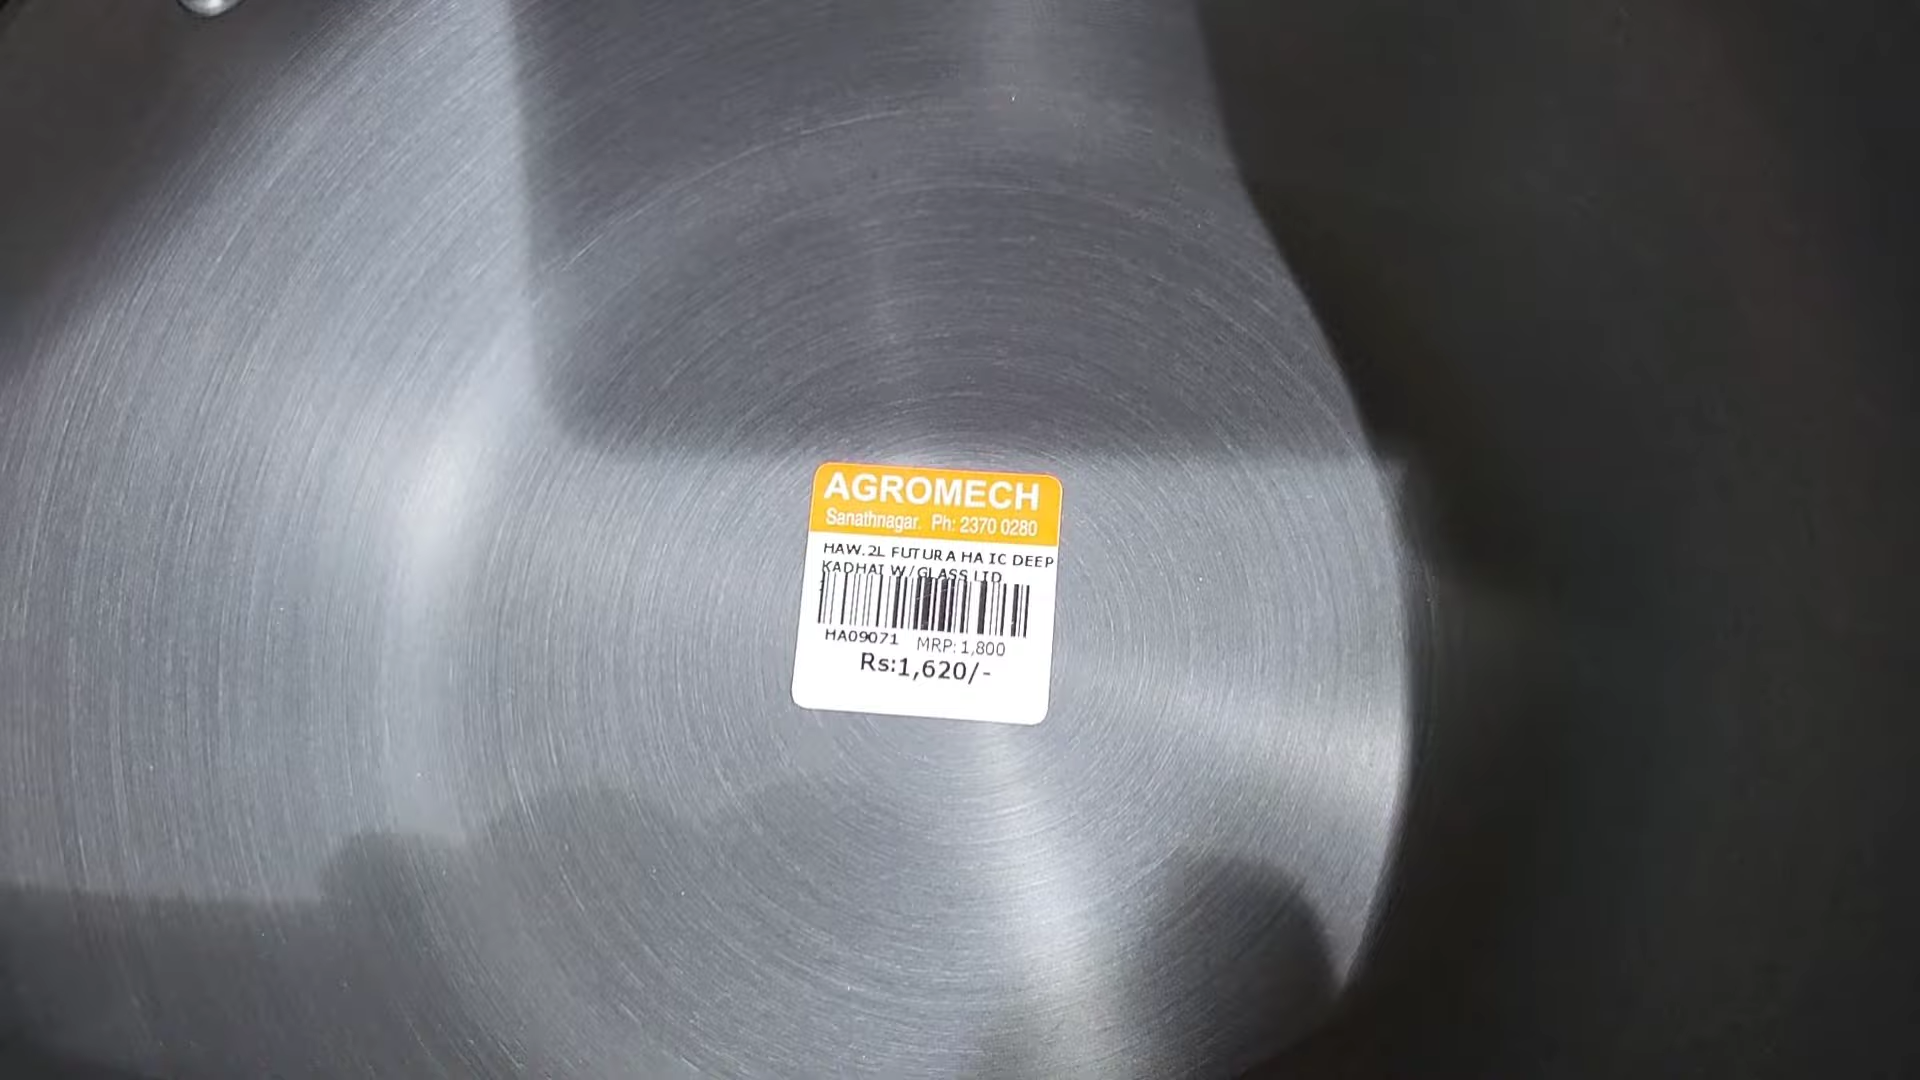 AGROMECH
Sanathnagar. Ph: 2370 0280
HAW.2L FUTURA HA IC DEEP
KADHAI W/GLASS LID
HA09071 MRP: 1,800
Rs:1,620/-